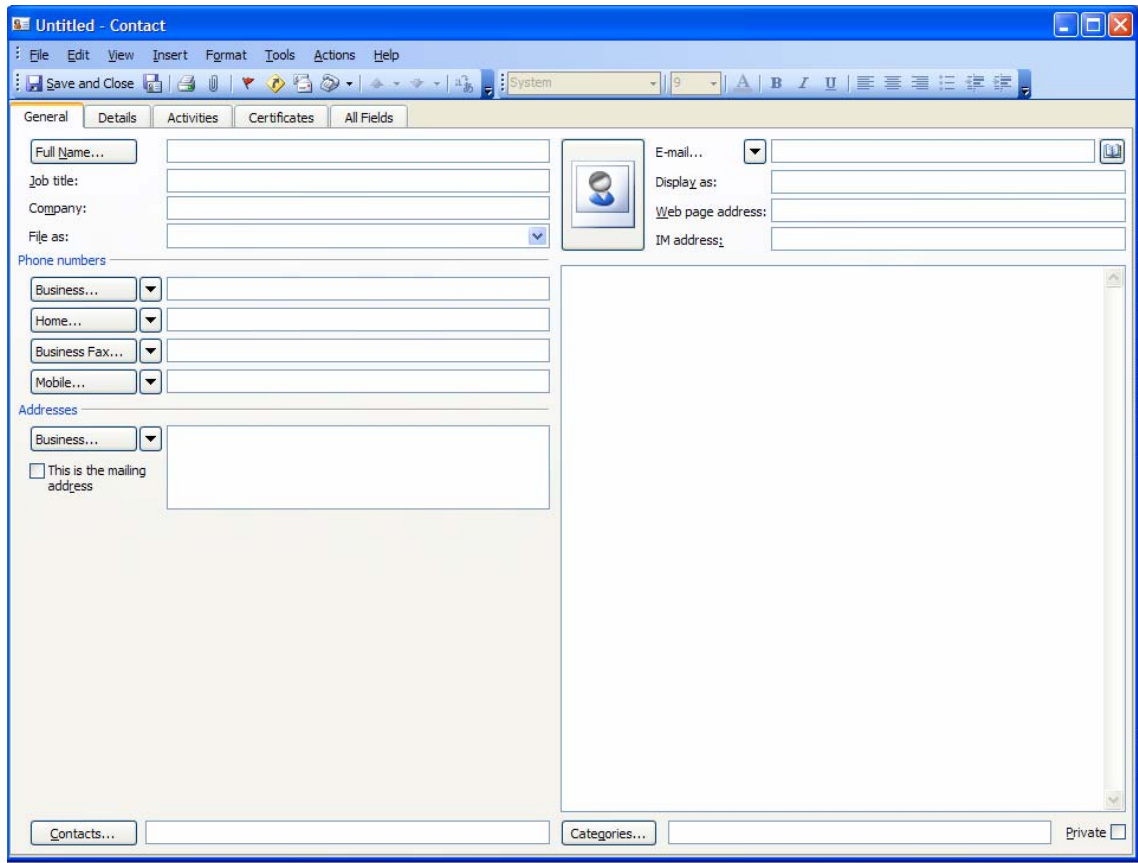 Untitled - Contact
File Edit View Insert Format Tools Actions Help
Save and Close System 9 A B I U
General Details Activities Certificates All Fields
Full Name...
Job title:
Company:
File as:
E-mail...
Display as:
Web page address:
IM address:
Phone numbers
Business...
Home...
Business Fax...
Mobile...
Addresses
Business...
This is the mailing
address
Contacts...
Categories...
Private